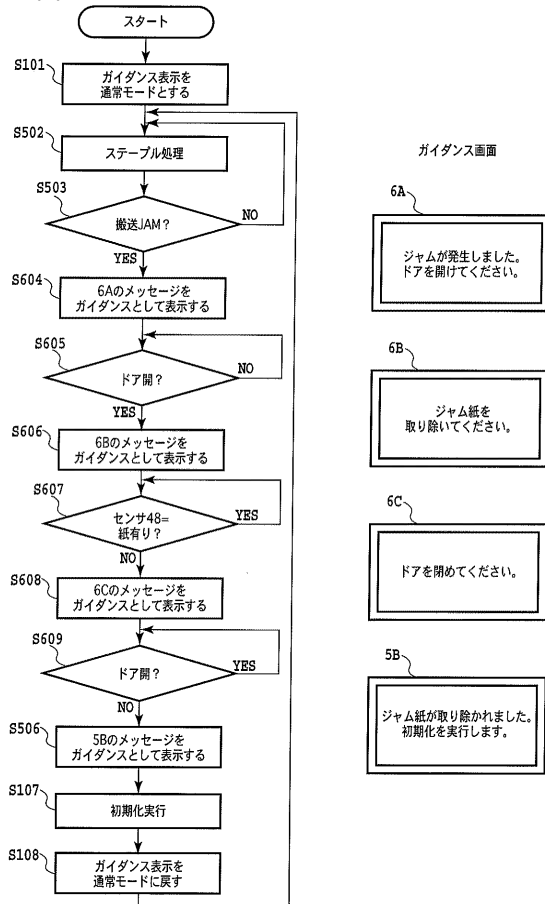 スタート
S101
ガイダンス表示を
通常モードとする
S502
ステープル処理
S503
搬送JAM？
NO
YES
S604
6Aのメッセージを
ガイダンスとして表示する
S605
ドア開？
NO
YES
S606
6Bのメッセージを
ガイダンスとして表示する
S607
センサ48=
紙有り？
YES
NO
S608
6Cのメッセージを
ガイダンスとして表示する
S609
ドア開？
YES
NO
S506
5Bのメッセージを
ガイダンスとして表示する
S107
初期化実行
S108
ガイダンス表示を
通常モードに戻す
ガイダンス画面
6A
ジャムが発生しました。
ドアを開けてください。
6B
ジャム紙を
取り除いてください。
6C
ドアを閉めてください。
5B
ジャム紙が取り除かれました。
初期化を実行します。